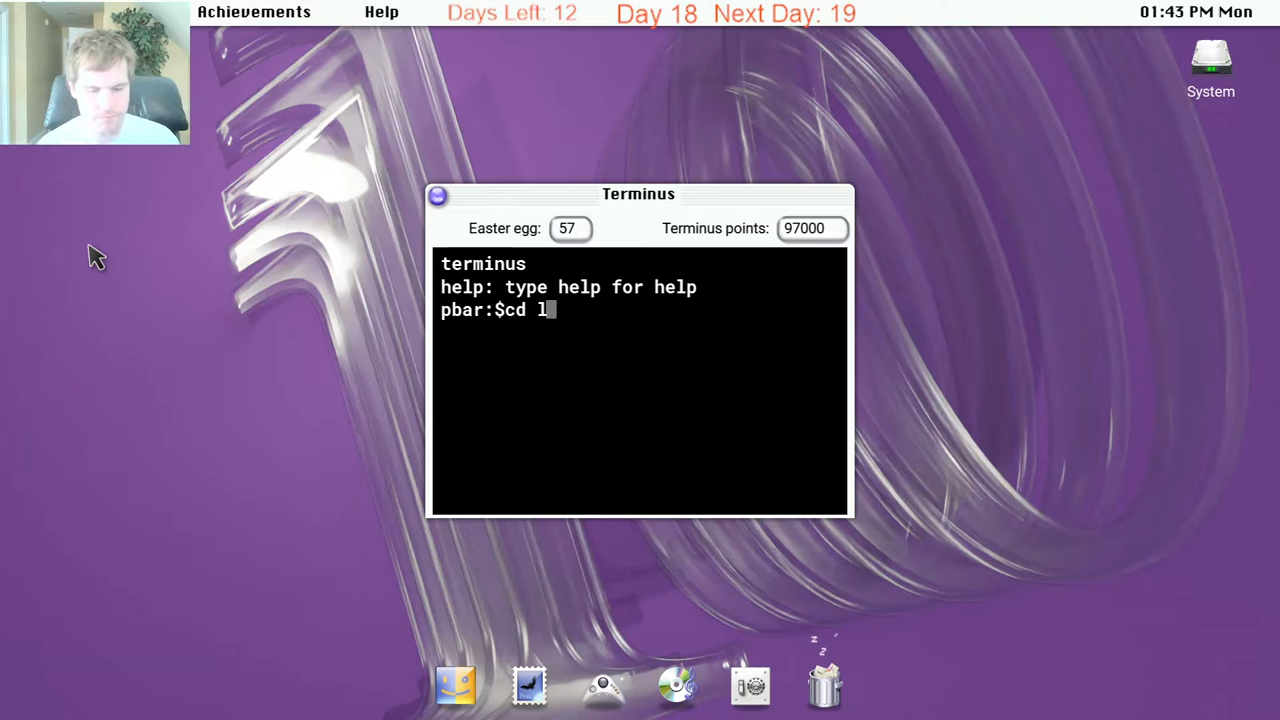 Achievements Help Days Left: 12 Day 18 Next Day: 19 01:43 PM Mon
System
Terminus
Easter egg: 57 Terminus points: 97000
terminus
help: type help for help
pbar:$cd l
z
z